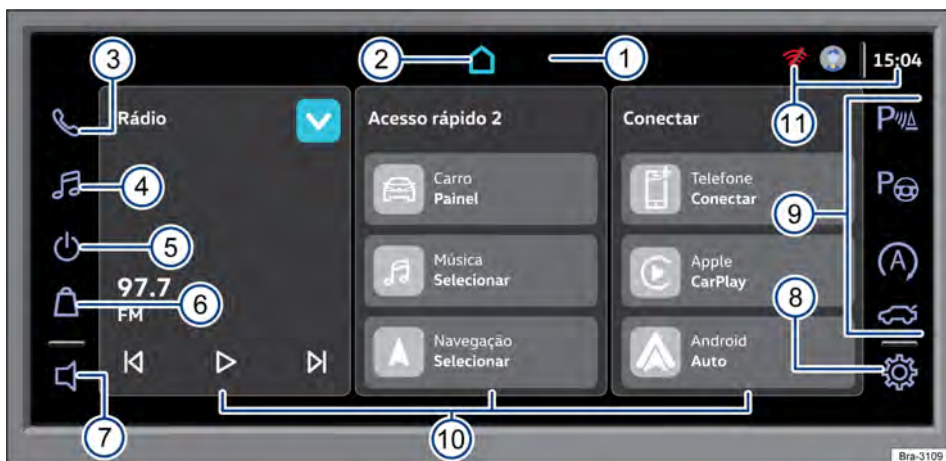 3
2
1
15:04
Rádio
Acesso rápido 2
Conectar
11
P
4
Carro
Painel
Telefone
Conectar
9
P
5
Música
Selecionar
Apple
CarPlay
A
97.7
FM
6
8
Navegação
Selecionar
Android
Auto
7
10
Bra-3109